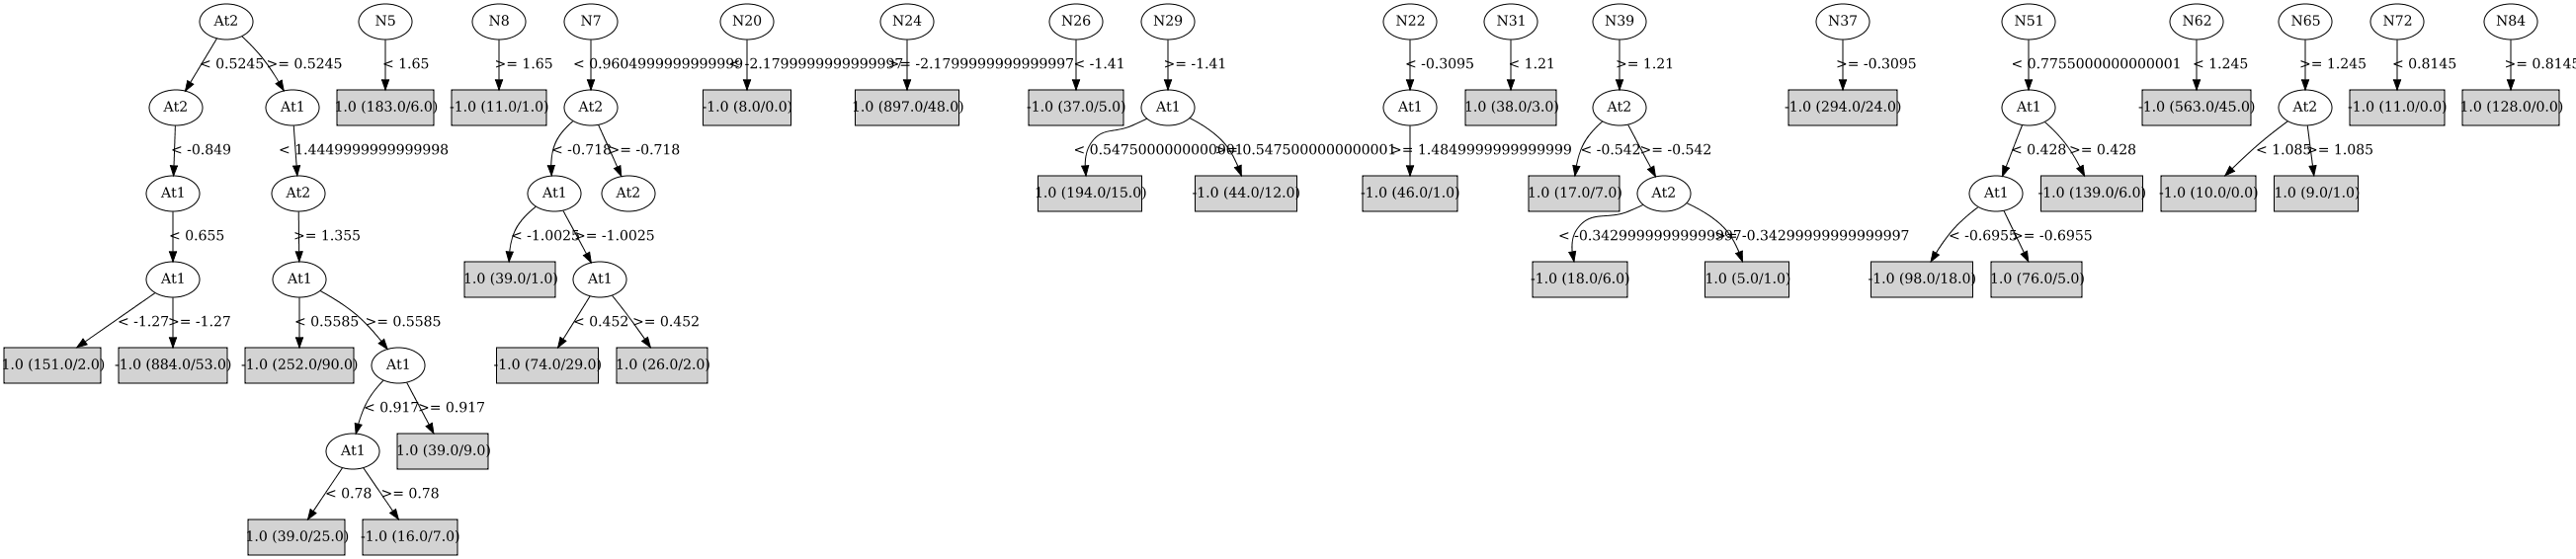 At2 N5 N8 N7 N20 N24 N26 N29 N22 N31 N39 N37 N51 N62 N65 N72 N84
< 0.5245 >= 0.5245 < 1.65 >= 1.65 < 0.9604999999999999 < -2.1799999999999997 >= -2.1799999999999997 < -1.41 >= -1.41 < -0.3095 < 1.21 >= 1.21 >= -0.3095 < 0.7755000000000001 < 1.245 >= 1.245 < 0.8145 >= 0.8145
At2 At1 1.0 (183.0/6.0) -1.0 (11.0/1.0) At2 -1.0 (8.0/0.0) 1.0 (897.0/48.0) -1.0 (37.0/5.0) At1 At1 1.0 (38.0/3.0) At2 -1.0 (294.0/24.0) At1 -1.0 (563.0/45.0) At2 -1.0 (11.0/0.0) 1.0 (128.0/0.0)
< -0.849 < 1.4449999999999998 < -0.718 >= -0.718 < 0.5475000000000001 >= 0.5475000000000001 >= 1.4849999999999999 < -0.542 >= -0.542 < 0.428 >= 0.428 < 1.085 >= 1.085
At1 At2 At1 At2 1.0 (194.0/15.0) -1.0 (44.0/12.0) -1.0 (46.0/1.0) 1.0 (17.0/7.0) At2 At1 -1.0 (139.0/6.0) -1.0 (10.0/0.0) 1.0 (9.0/1.0)
< 0.655 >= 1.355 < -1.0025 >= -1.0025 < -0.34299999999999997 >= -0.34299999999999997 < -0.6955 >= -0.6955
At1 At1 1.0 (39.0/1.0) At1 -1.0 (18.0/6.0) 1.0 (5.0/1.0) -1.0 (98.0/18.0) 1.0 (76.0/5.0)
< -1.27 >= -1.27 < 0.5585 >= 0.5585 < 0.452 >= 0.452
1.0 (151.0/2.0) -1.0 (884.0/53.0) -1.0 (252.0/90.0) At1 -1.0 (74.0/29.0) 1.0 (26.0/2.0)
< 0.917 >= 0.917
At1 1.0 (39.0/9.0)
< 0.78 >= 0.78
1.0 (39.0/25.0) -1.0 (16.0/7.0)